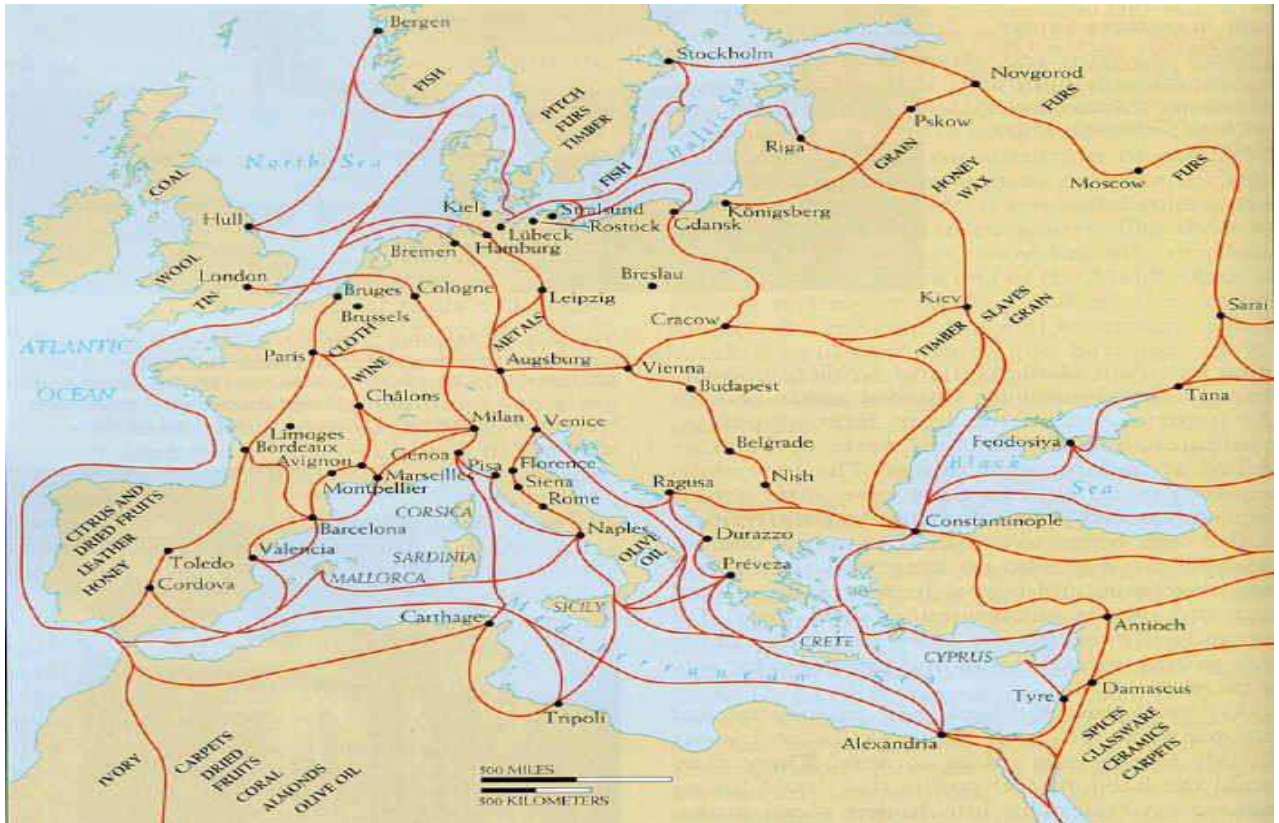 Bergen
Stockholm
Novgorod
FISH
PITCH
FURS
TIMBER
FURS
Pskow
Baltic Sea
North Sea
Riga
GRAIN
HONEY
WAX
Moscow
FURS
COAL
FISH
Hull
Kiel
Stralsund
Rostock
Lübeck
Hamburg
Gdansk
Königsberg
Bremen
WOOL
London
TIN
Bruges
Brussels
Cologne
Leipzig
Breslau
Kiev
SLAVES
GRAIN
Sarai
ATLANTIC
OCEAN
Paris
CLOTH
WINE
METALS
Augsburg
Cracow
TIMBER
Vienna
Budapest
Tana
Châlons
Limoges
Bordeaux
Milan
Venice
Belgrade
Feodosiya
Black
Sea
Avignon
Genoa
Marseilles
Pisa
Florence
Nish
Montpellier
Siena
Ragusa
Rome
CITRUS AND
DRIED FRUITS
LEATHER
HONEY
Barcelona
CORSICA
Constantinople
Naples
OLIVE
OIL
Durazzo
Toledo
Valencia
SARDINIA
MALLORCA
Préveza
Cordova
SICILY
Carthage
Antioch
CRETE
CYPRUS
Mediterranean Sea
Damascus
Tyre
Tripoli
Alexandria
SPICES
GLASSWARE
CERAMICS
CARPETS
IVORY
CARPETS
DRIED
FRUITS
CORAL
ALMONDS
OLIVE OIL
500 MILES
500 KILOMETERS